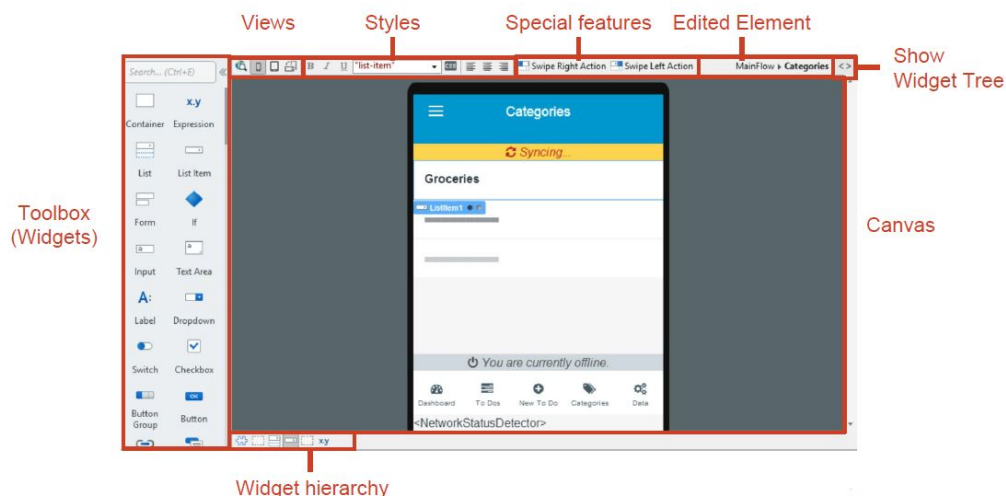 Views
Styles
Special features
Edited Element
Show
Widget Tree
Toolbox
(Widgets)
Canvas
Widget hierarchy
Search... (Ctrl+E)
«
B I U "list-item"
CSS
Swipe Right Action
Swipe Left Action
MainFlow ▸ Categories
< >
Container
x.y
Expression
List
List Item
Form
If
a
Input
a
Text Area
A:
Label
Dropdown
Switch
Checkbox
Button
Group
OK
Button
Categories
Syncing...
Groceries
ListItem1
You are currently offline.
Dashboard
To Dos
New To Do
Categories
Data
<NetworkStatusDetector>
x.y